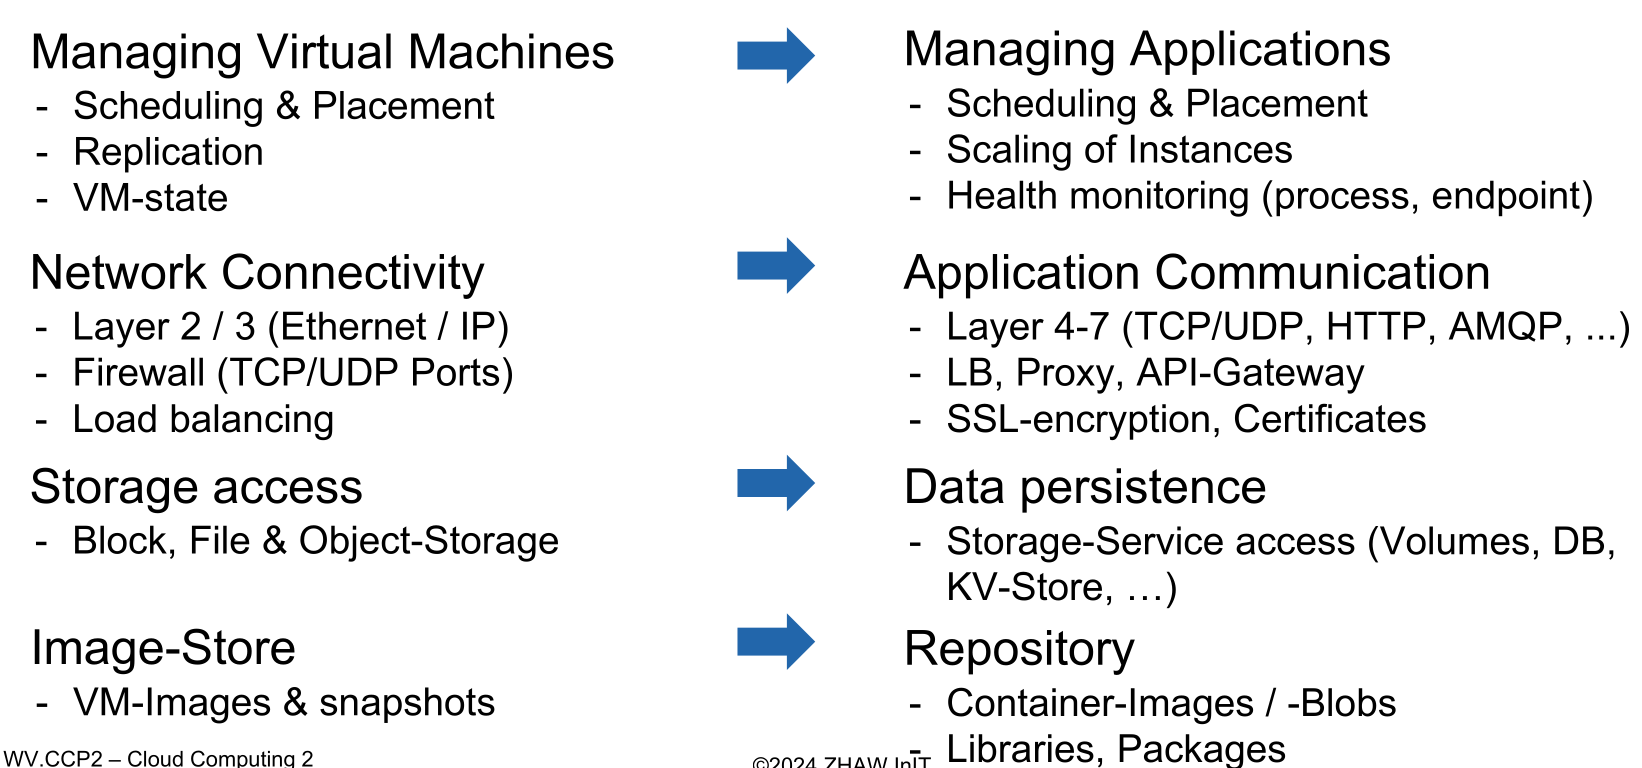 Managing Virtual Machines
- Scheduling & Placement
- Replication
- VM-state
Network Connectivity
- Layer 2 / 3 (Ethernet / IP)
- Firewall (TCP/UDP Ports)
- Load balancing
Storage access
- Block, File & Object-Storage
Image-Store
- VM-Images & snapshots
Managing Applications
- Scheduling & Placement
- Scaling of Instances
- Health monitoring (process, endpoint)
Application Communication
- Layer 4-7 (TCP/UDP, HTTP, AMQP, ...)
- LB, Proxy, API-Gateway
- SSL-encryption, Certificates
Data persistence
- Storage-Service access (Volumes, DB,
KV-Store, …)
Repository
- Container-Images / -Blobs
- Libraries, Packages
WV.CCP2 – Cloud Computing 2
©2024 ZHAW InIT